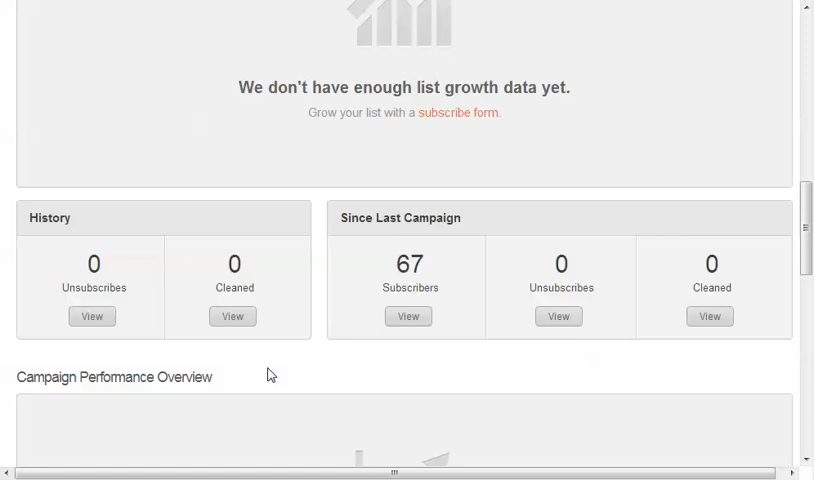 We don't have enough list growth data yet.
Grow your list with a subscribe form.
History
Since Last Campaign
0
0
67
0
0
Unsubscribes
Cleaned
Subscribers
Unsubscribes
Cleaned
View
View
View
View
View
Campaign Performance Overview